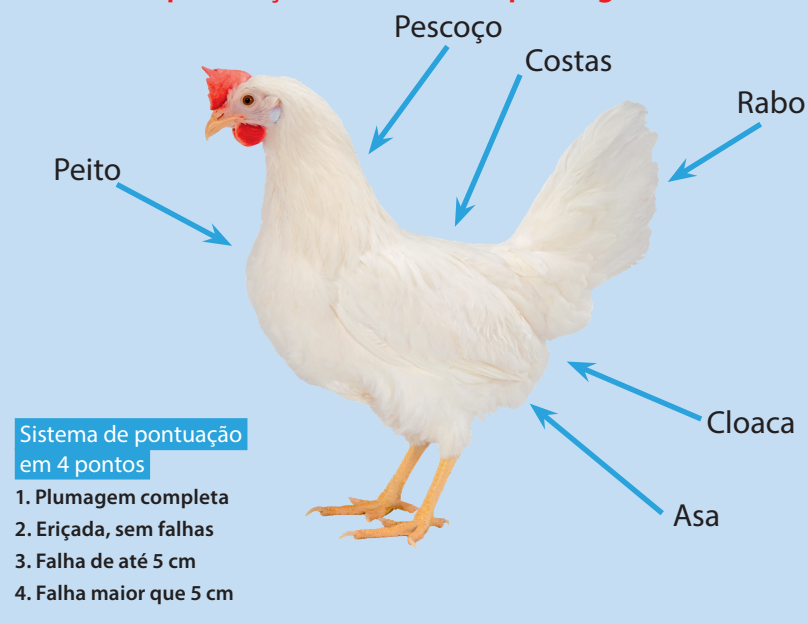 Pescoço
Costas
Rabo
Peito
Cloaca
Asa
Sistema de pontuação
em 4 pontos
1. Plumagem completa
2. Eriçada, sem falhas
3. Falha de até 5 cm
4. Falha maior que 5 cm